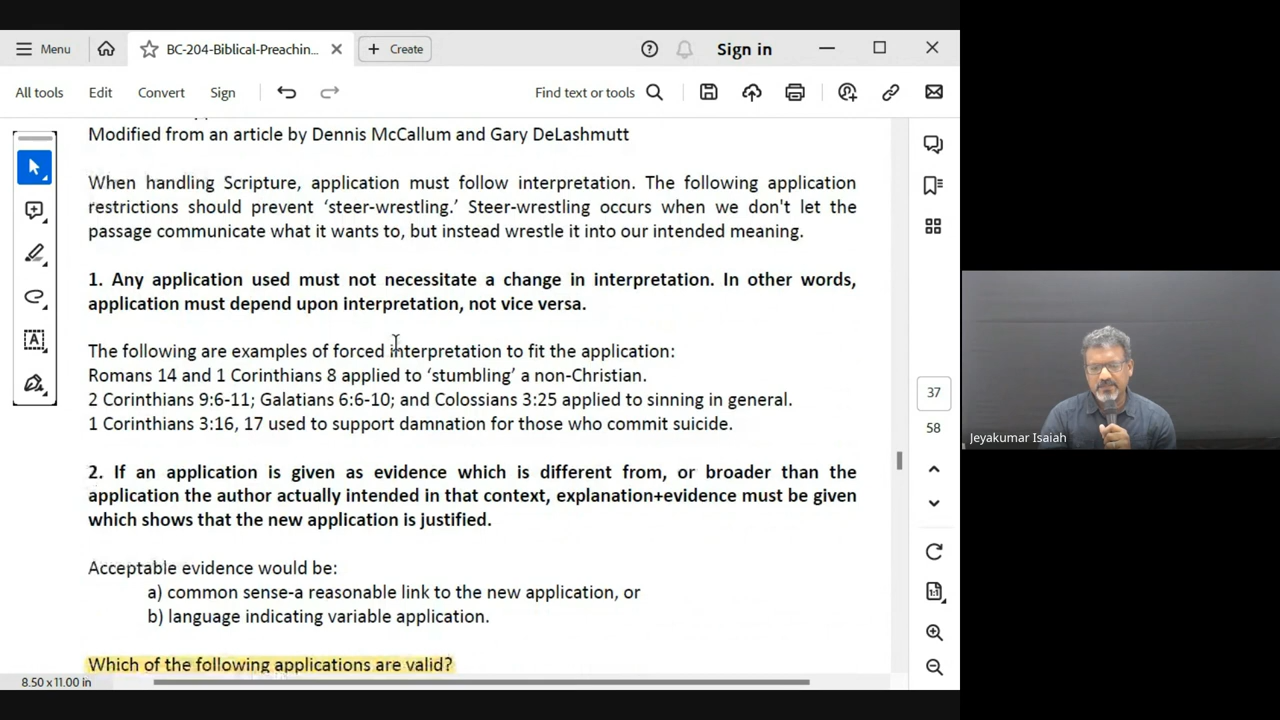 Menu
BC-204-Biblical-Preachin...
Create
Sign in
All tools
Edit
Convert
Sign
Find text or tools
Modified from an article by Dennis McCallum and Gary DeLashmutt
When handling Scripture, application must follow interpretation. The following application
restrictions should prevent ‘steer-wrestling.’ Steer-wrestling occurs when we don't let the
passage communicate what it wants to, but instead wrestle it into our intended meaning.
1. Any application used must not necessitate a change in interpretation. In other words,
application must depend upon interpretation, not vice versa.
The following are examples of forced interpretation to fit the application:
Romans 14 and 1 Corinthians 8 applied to ‘stumbling’ a non-Christian.
2 Corinthians 9:6-11; Galatians 6:6-10; and Colossians 3:25 applied to sinning in general.
1 Corinthians 3:16, 17 used to support damnation for those who commit suicide.
2. If an application is given as evidence which is different from, or broader than the
application the author actually intended in that context, explanation+evidence must be given
which shows that the new application is justified.
Acceptable evidence would be:
a) common sense-a reasonable link to the new application, or
b) language indicating variable application.
Which of the following applications are valid?
8.50 x 11.00 in
37
58
1:1
Jeyakumar Isaiah